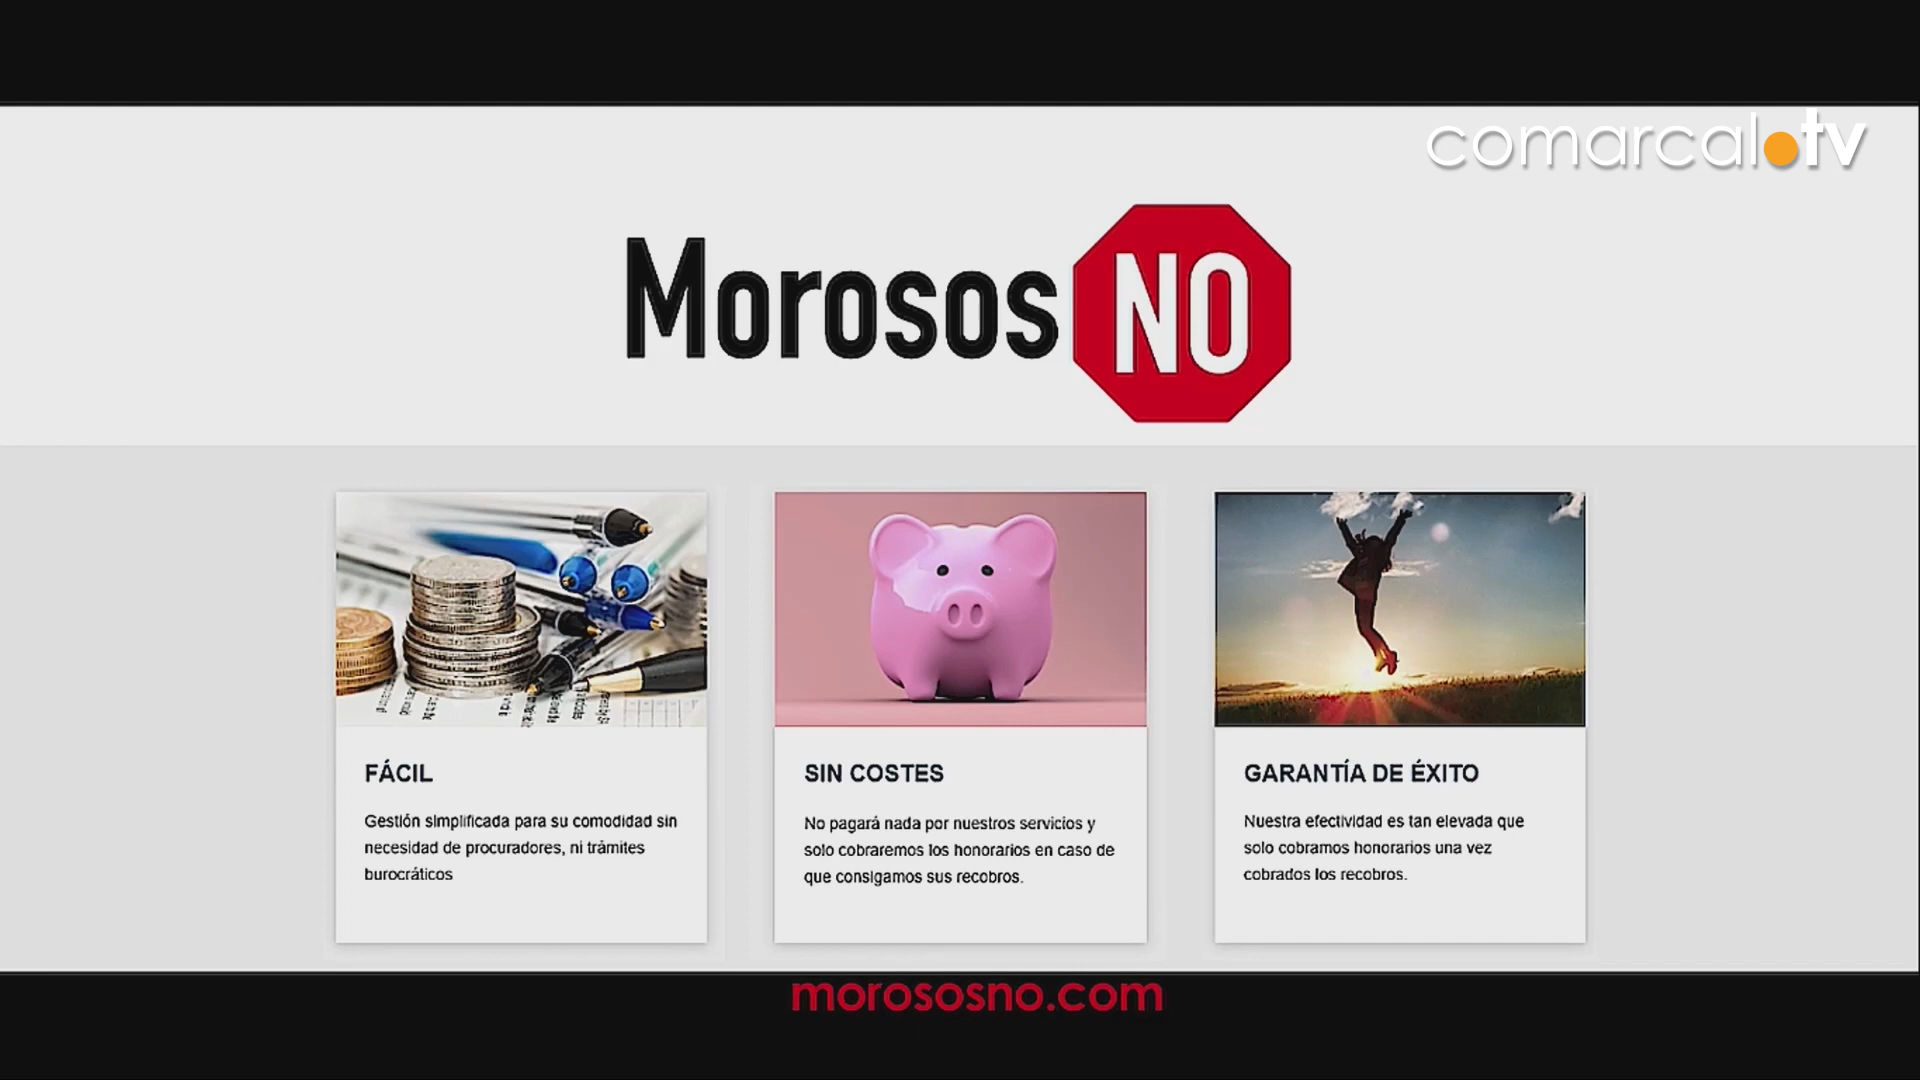 comarcal.tv
Morosos NO
FÁCIL
Gestión simplificada para su comodidad sin
necesidad de procuradores, ni trámites
burocráticos
SIN COSTES
No pagará nada por nuestros servicios y
solo cobraremos los honorarios en caso de
que consigamos sus recobros.
GARANTÍA DE ÉXITO
Nuestra efectividad es tan elevada que
solo cobramos honorarios una vez
cobrados los recobros.
morososno.com